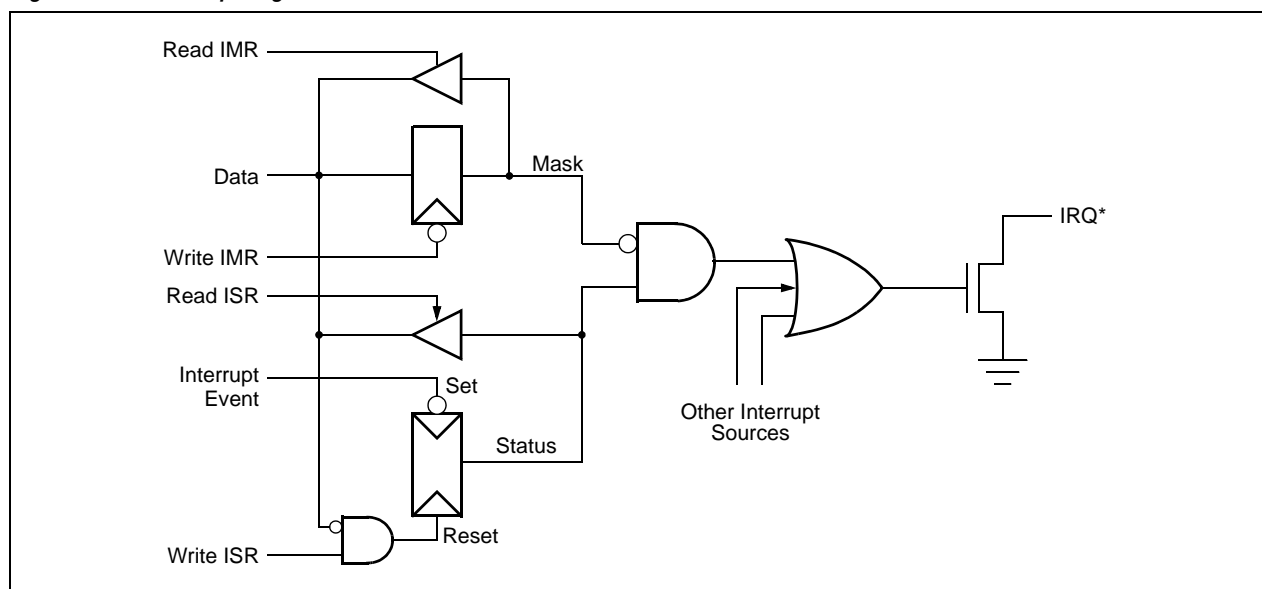 Read IMR
Data
Mask
Write IMR
Read ISR
IRQ*
Interrupt
Event
Set
Status
Other Interrupt
Sources
Reset
Write ISR